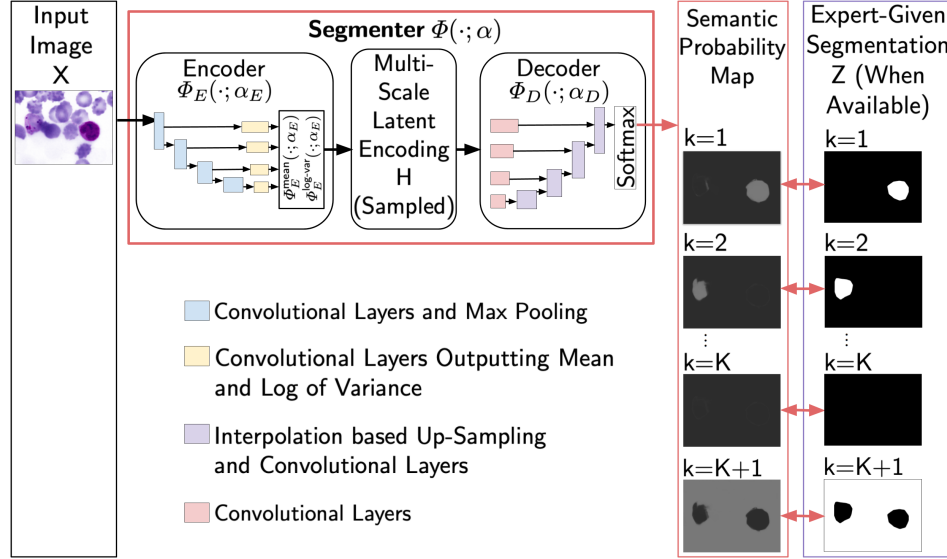 Input
Image
X
Segmenter Φ(·; α)
Encoder
Φ_E(·; α_E)
Φ_E^mean(·; α_E)
Φ_E^log-var(·; α_E)
Multi-
Scale
Latent
Encoding
H
(Sampled)
Decoder
Φ_D(·; α_D)
Softmax
Convolutional Layers and Max Pooling
Convolutional Layers Outputting Mean
and Log of Variance
Interpolation based Up-Sampling
and Convolutional Layers
Convolutional Layers
Semantic
Probability
Map
k=1
k=2
...
k=K
k=K+1
Expert-Given
Segmentation
Z (When
Available)
k=1
k=2
...
k=K
k=K+1